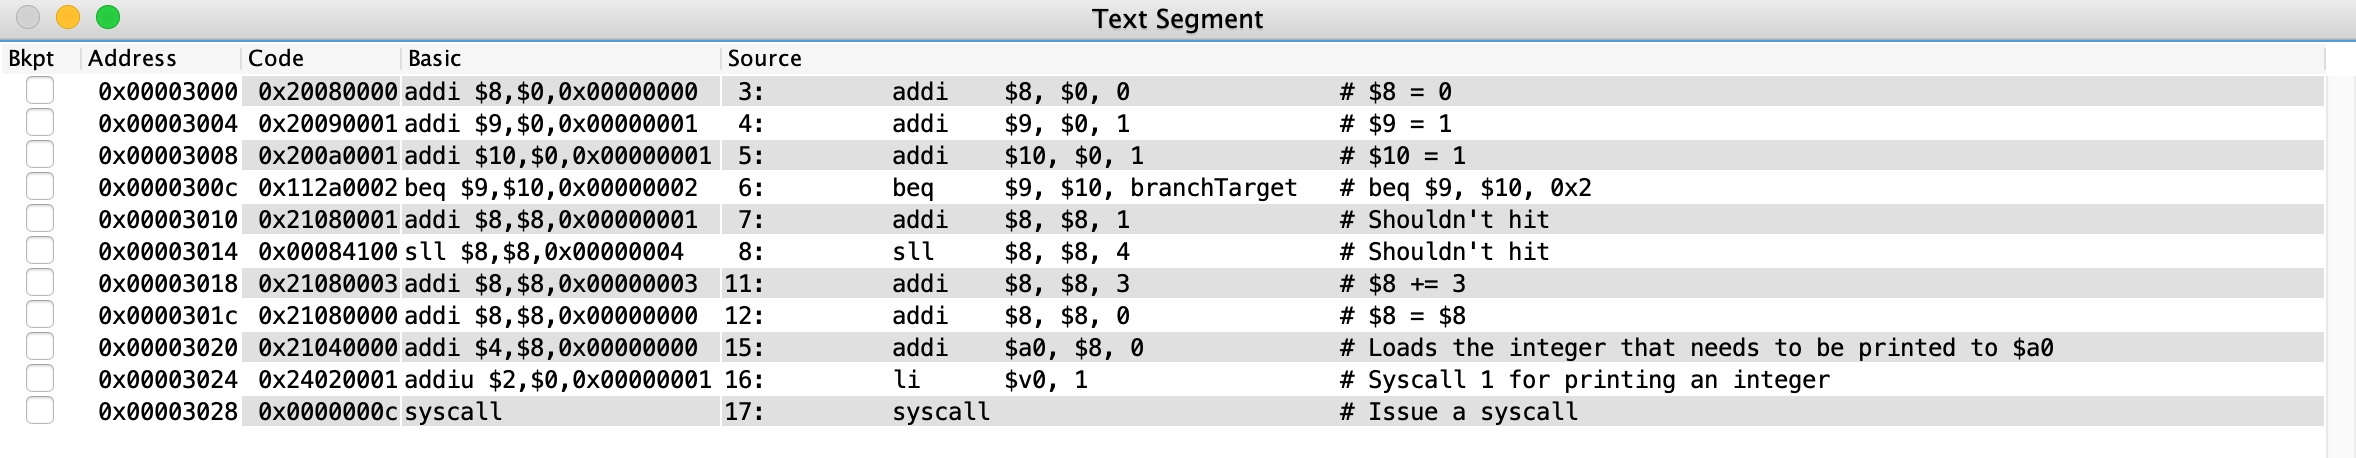 Text Segment
Bkpt Address Code Basic Source
0x00003000 0x20080000 addi $8,$0,0x00000000 3: addi $8, $0, 0 # $8 = 0
0x00003004 0x20090001 addi $9,$0,0x00000001 4: addi $9, $0, 1 # $9 = 1
0x00003008 0x200a0001 addi $10,$0,0x00000001 5: addi $10, $0, 1 # $10 = 1
0x0000300c 0x112a0002 beq $9,$10,0x00000002 6: beq $9, $10, branchTarget # beq $9, $10, 0x2
0x00003010 0x21080001 addi $8,$8,0x00000001 7: addi $8, $8, 1 # Shouldn't hit
0x00003014 0x00084100 sll $8,$8,0x00000004 8: sll $8, $8, 4 # Shouldn't hit
0x00003018 0x21080003 addi $8,$8,0x00000003 11: addi $8, $8, 3 # $8 += 3
0x0000301c 0x21080000 addi $8,$8,0x00000000 12: addi $8, $8, 0 # $8 = $8
0x00003020 0x21040000 addi $4,$8,0x00000000 15: addi $a0, $8, 0 # Loads the integer that needs to be printed to $a0
0x00003024 0x24020001 addiu $2,$0,0x00000001 16: li $v0, 1 # Syscall 1 for printing an integer
0x00003028 0x0000000c syscall 17: syscall # Issue a syscall